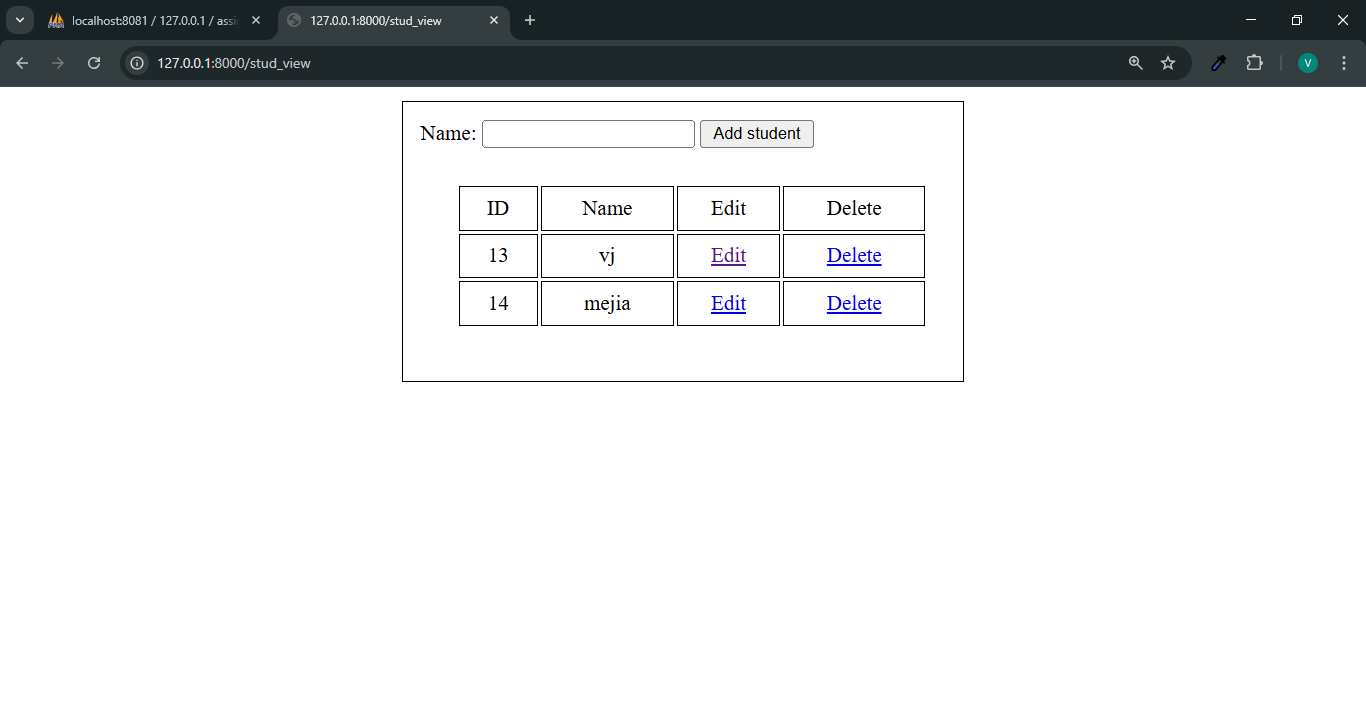 localhost:8081 / 127.0.0.1 / assi
127.0.0.1:8000/stud_view
127.0.0.1:8000/stud_view
V
Name: Add student
ID Name Edit Delete
13 vj Edit Delete
14 mejia Edit Delete